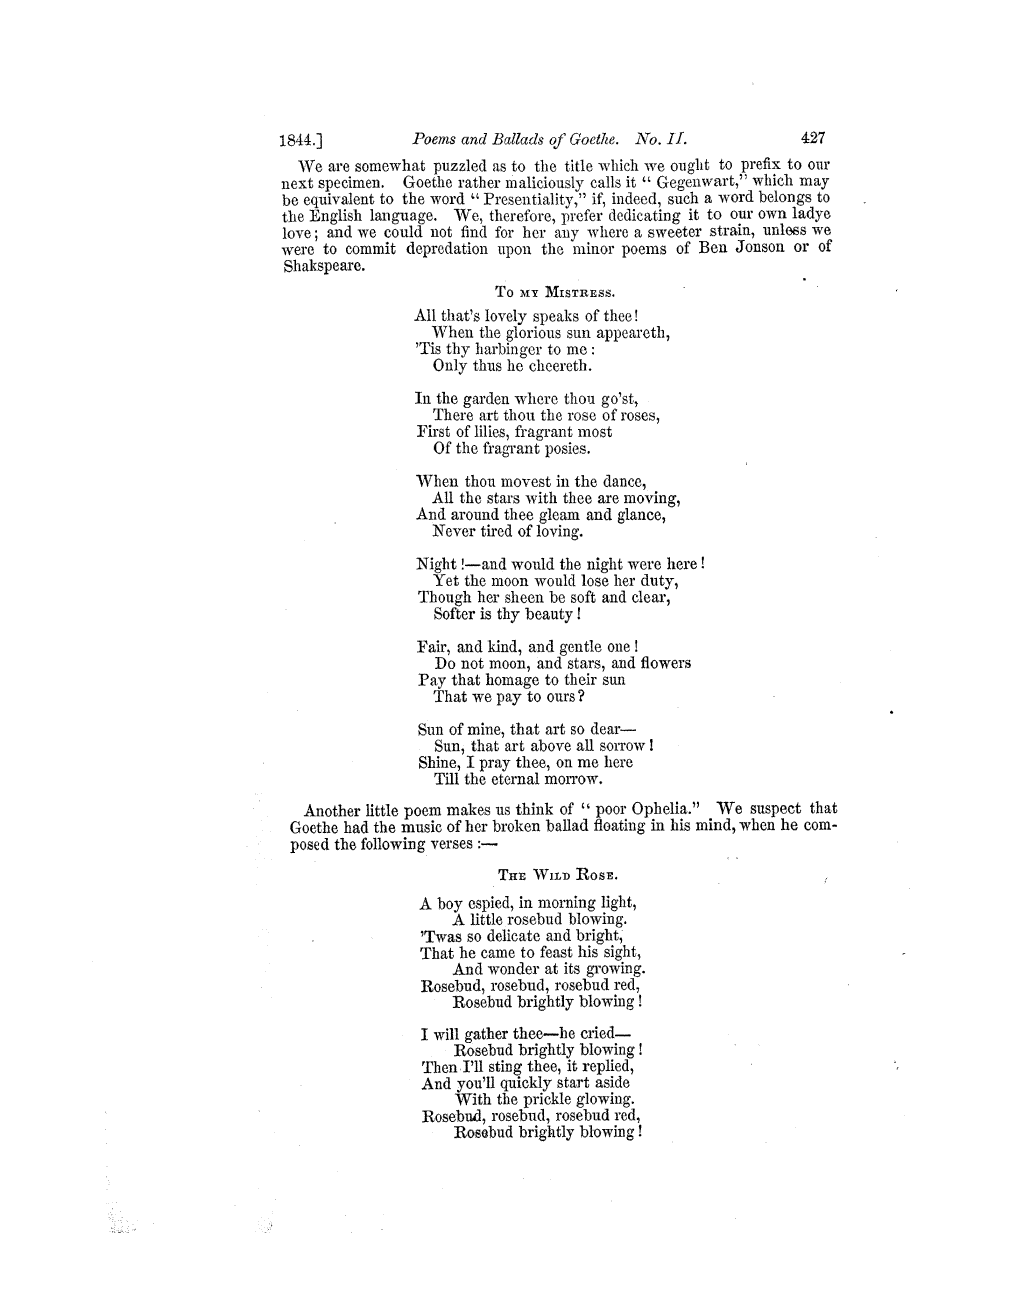 1844.] Poems and Ballads of Goethe. No. II. 427
We are somewhat puzzled as to the title which we ought to prefix to our
next specimen. Goethe rather maliciously calls it “ Gegenwart,” which may
be equivalent to the word “ Presentiality,” if, indeed, such a word belongs to
the English language. We, therefore, prefer dedicating it to our own ladye
love; and we could not find for her any where a sweeter strain, unless we
were to commit depredation upon the minor poems of Ben Jonson or of
Shakspeare.
To my Mistress.
All that’s lovely speaks of thee!
When the glorious sun appeareth,
’Tis thy harbinger to me :
Only thus he cheereth.
In the garden where thou go’st,
There art thou the rose of roses,
First of lilies, fragrant most
Of the fragrant posies.
When thou movest in the dance,
All the stars with thee are moving,
And around thee gleam and glance,
Never tired of loving.
Night !—and would the night were here !
Yet the moon would lose her duty,
Though her sheen be soft and clear,
Softer is thy beauty !
Fair, and kind, and gentle one !
Do not moon, and stars, and flowers
Pay that homage to their sun
That we pay to ours?
Sun of mine, that art so dear—
Sun, that art above all sorrow !
Shine, I pray thee, on me here
Till the eternal morrow.
Another little poem makes us think of “ poor Ophelia.” We suspect that
Goethe had the music of her broken ballad floating in his mind, when he com-
posed the following verses :—
The Wild Rose.
A boy espied, in morning light,
A little rosebud blowing.
’Twas so delicate and bright,
That he came to feast his sight,
And wonder at its growing.
Rosebud, rosebud, rosebud red,
Rosebud brightly blowing !
I will gather thee—he cried—
Rosebud brightly blowing !
Then I’ll sting thee, it replied,
And you’ll quickly start aside
With the prickle glowing.
Rosebud, rosebud, rosebud red,
Rosebud brightly blowing !